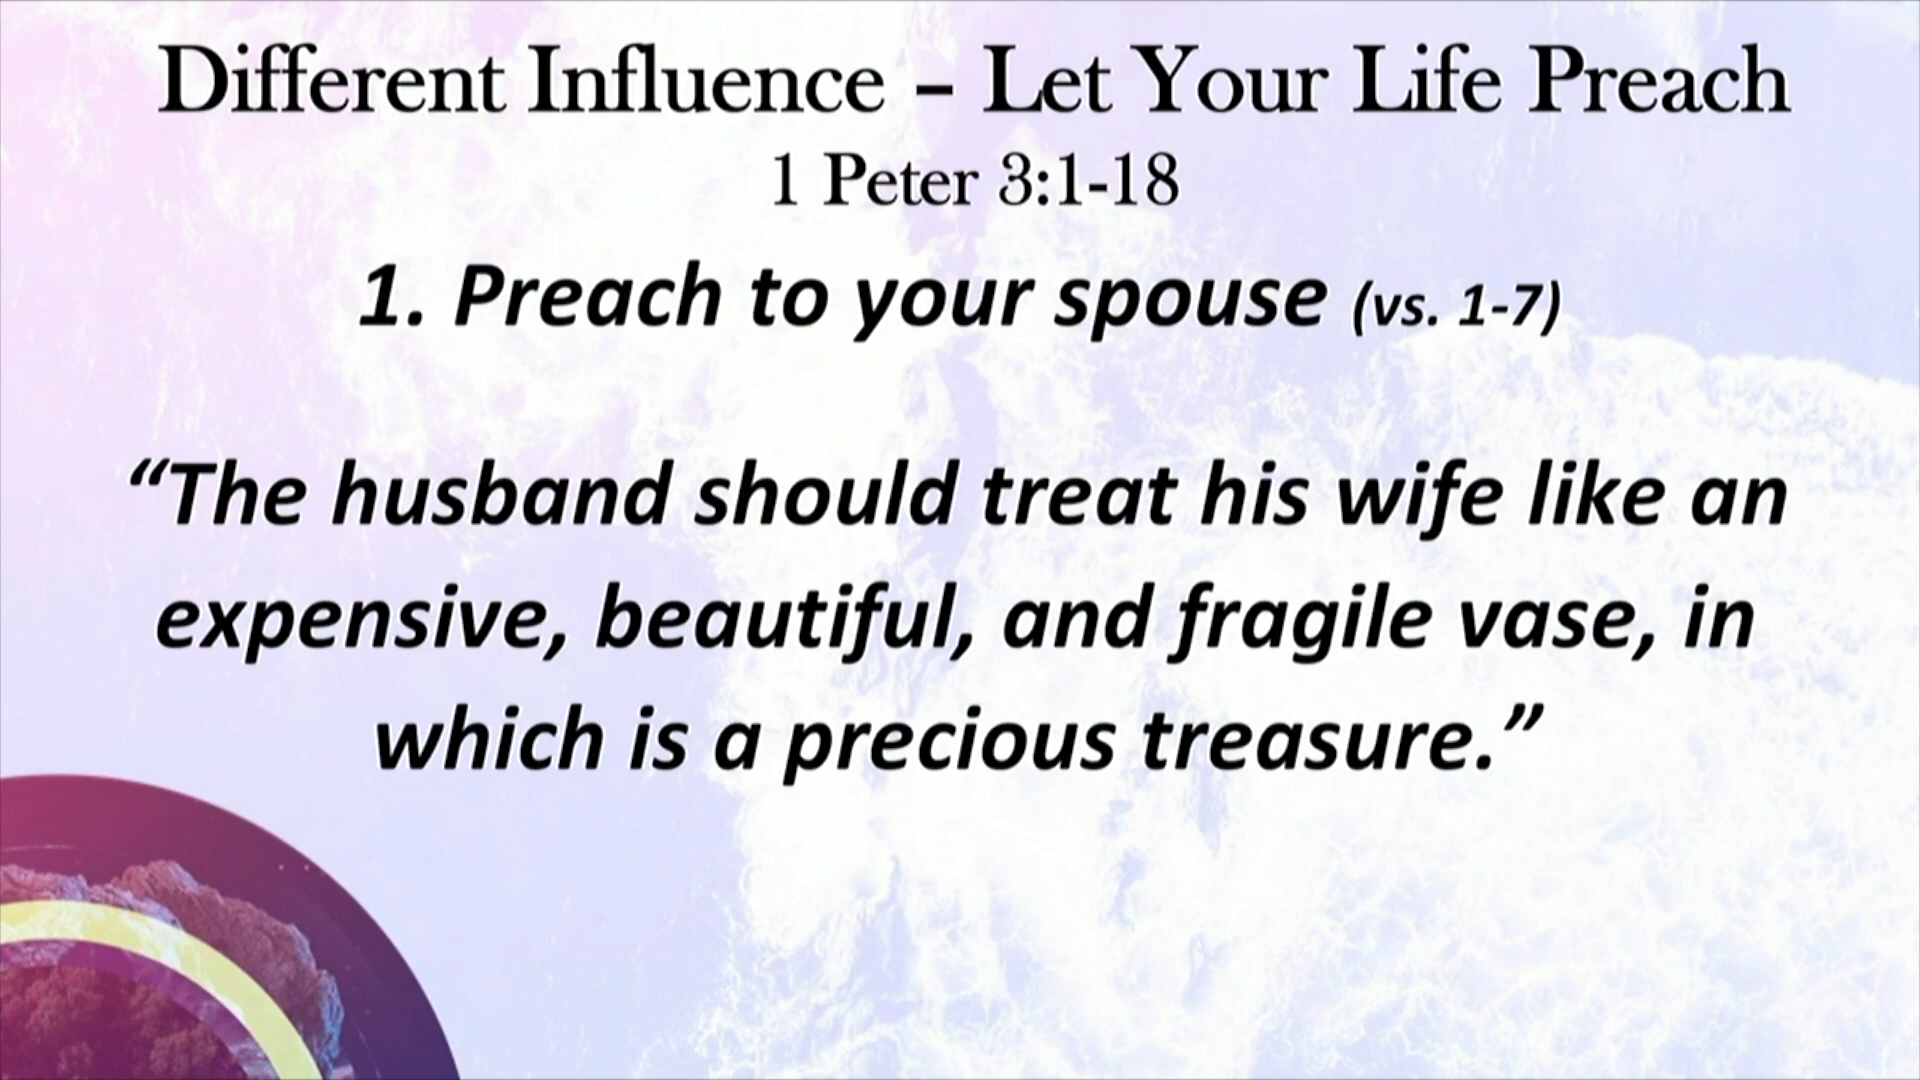 Different Influence – Let Your Life Preach
1 Peter 3:1-18
1. Preach to your spouse (vs. 1-7)
“The husband should treat his wife like an
expensive, beautiful, and fragile vase, in
which is a precious treasure.”